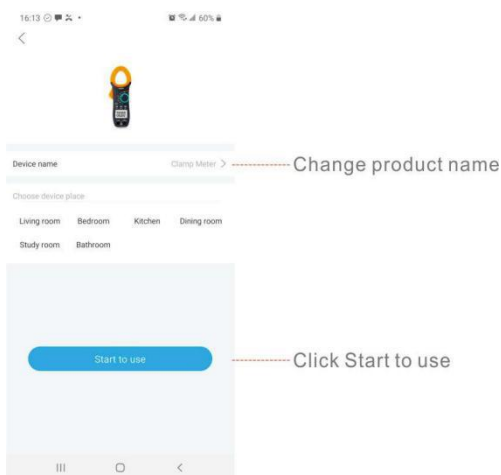 16:13
60%
Device name
Clamp Meter
Change product name
Choose device place
Living room Bedroom Kitchen Dining room
Study room Bathroom
Start to use
Click Start to use